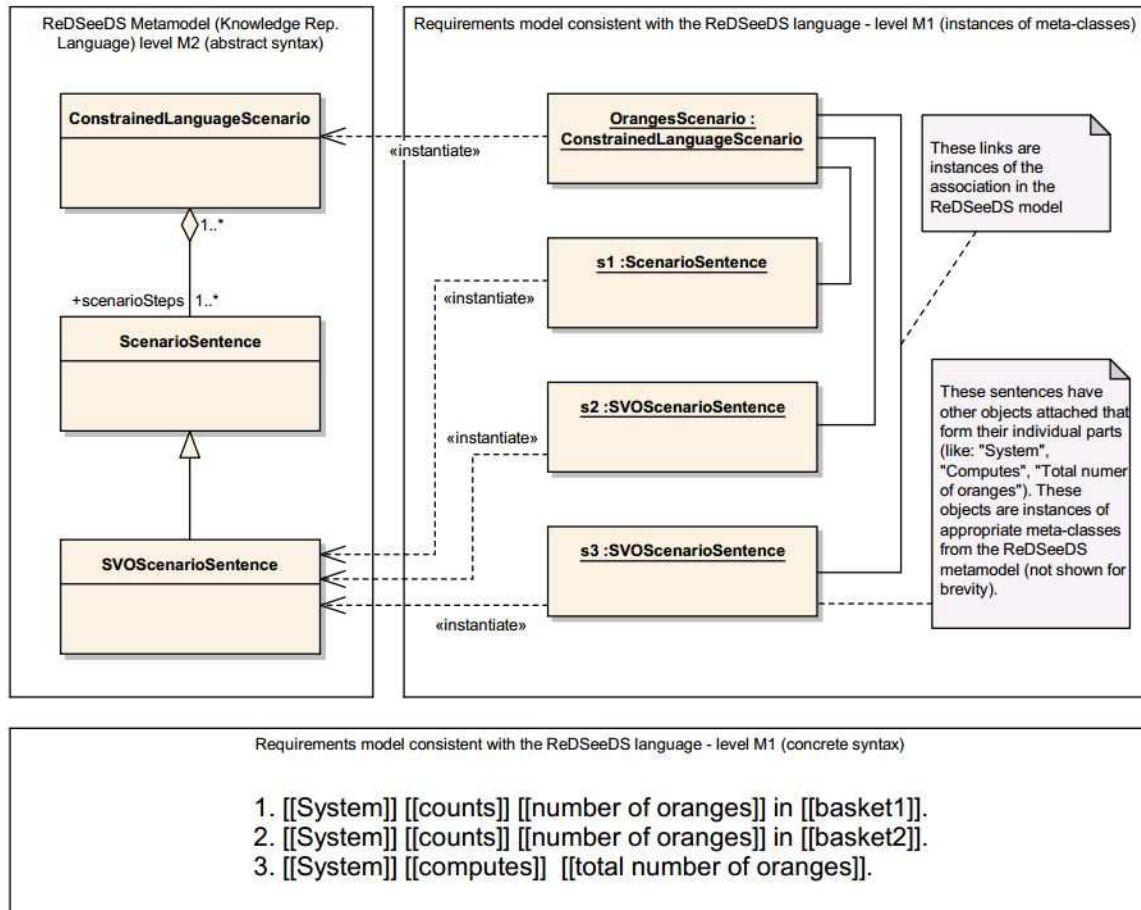 ReDSeeDS Metamodel (Knowledge Rep.
Language) level M2 (abstract syntax)
Requirements model consistent with the ReDSeeDS language - level M1 (instances of meta-classes)
ConstrainedLanguageScenario
«instantiate»
OrangesScenario :
ConstrainedLanguageScenario
These links are
instances of the
association in the
ReDSeeDS model
1..*
+scenarioSteps
1..*
ScenarioSentence
«instantiate»
s1 :ScenarioSentence
«instantiate»
s2 :SVOScenarioSentence
These sentences have
other objects attached that
form their individual parts
(like: "System",
"Computes", "Total numer
of oranges"). These
objects are instances of
appropriate meta-classes
from the ReDSeeDS
metamodel (not shown for
brevity).
SVOScenarioSentence
«instantiate»
s3 :SVOScenarioSentence
Requirements model consistent with the ReDSeeDS language - level M1 (concrete syntax)
1. [[System]] [[counts]] [[number of oranges]] in [[basket1]].
2. [[System]] [[counts]] [[number of oranges]] in [[basket2]].
3. [[System]] [[computes]] [[total number of oranges]].